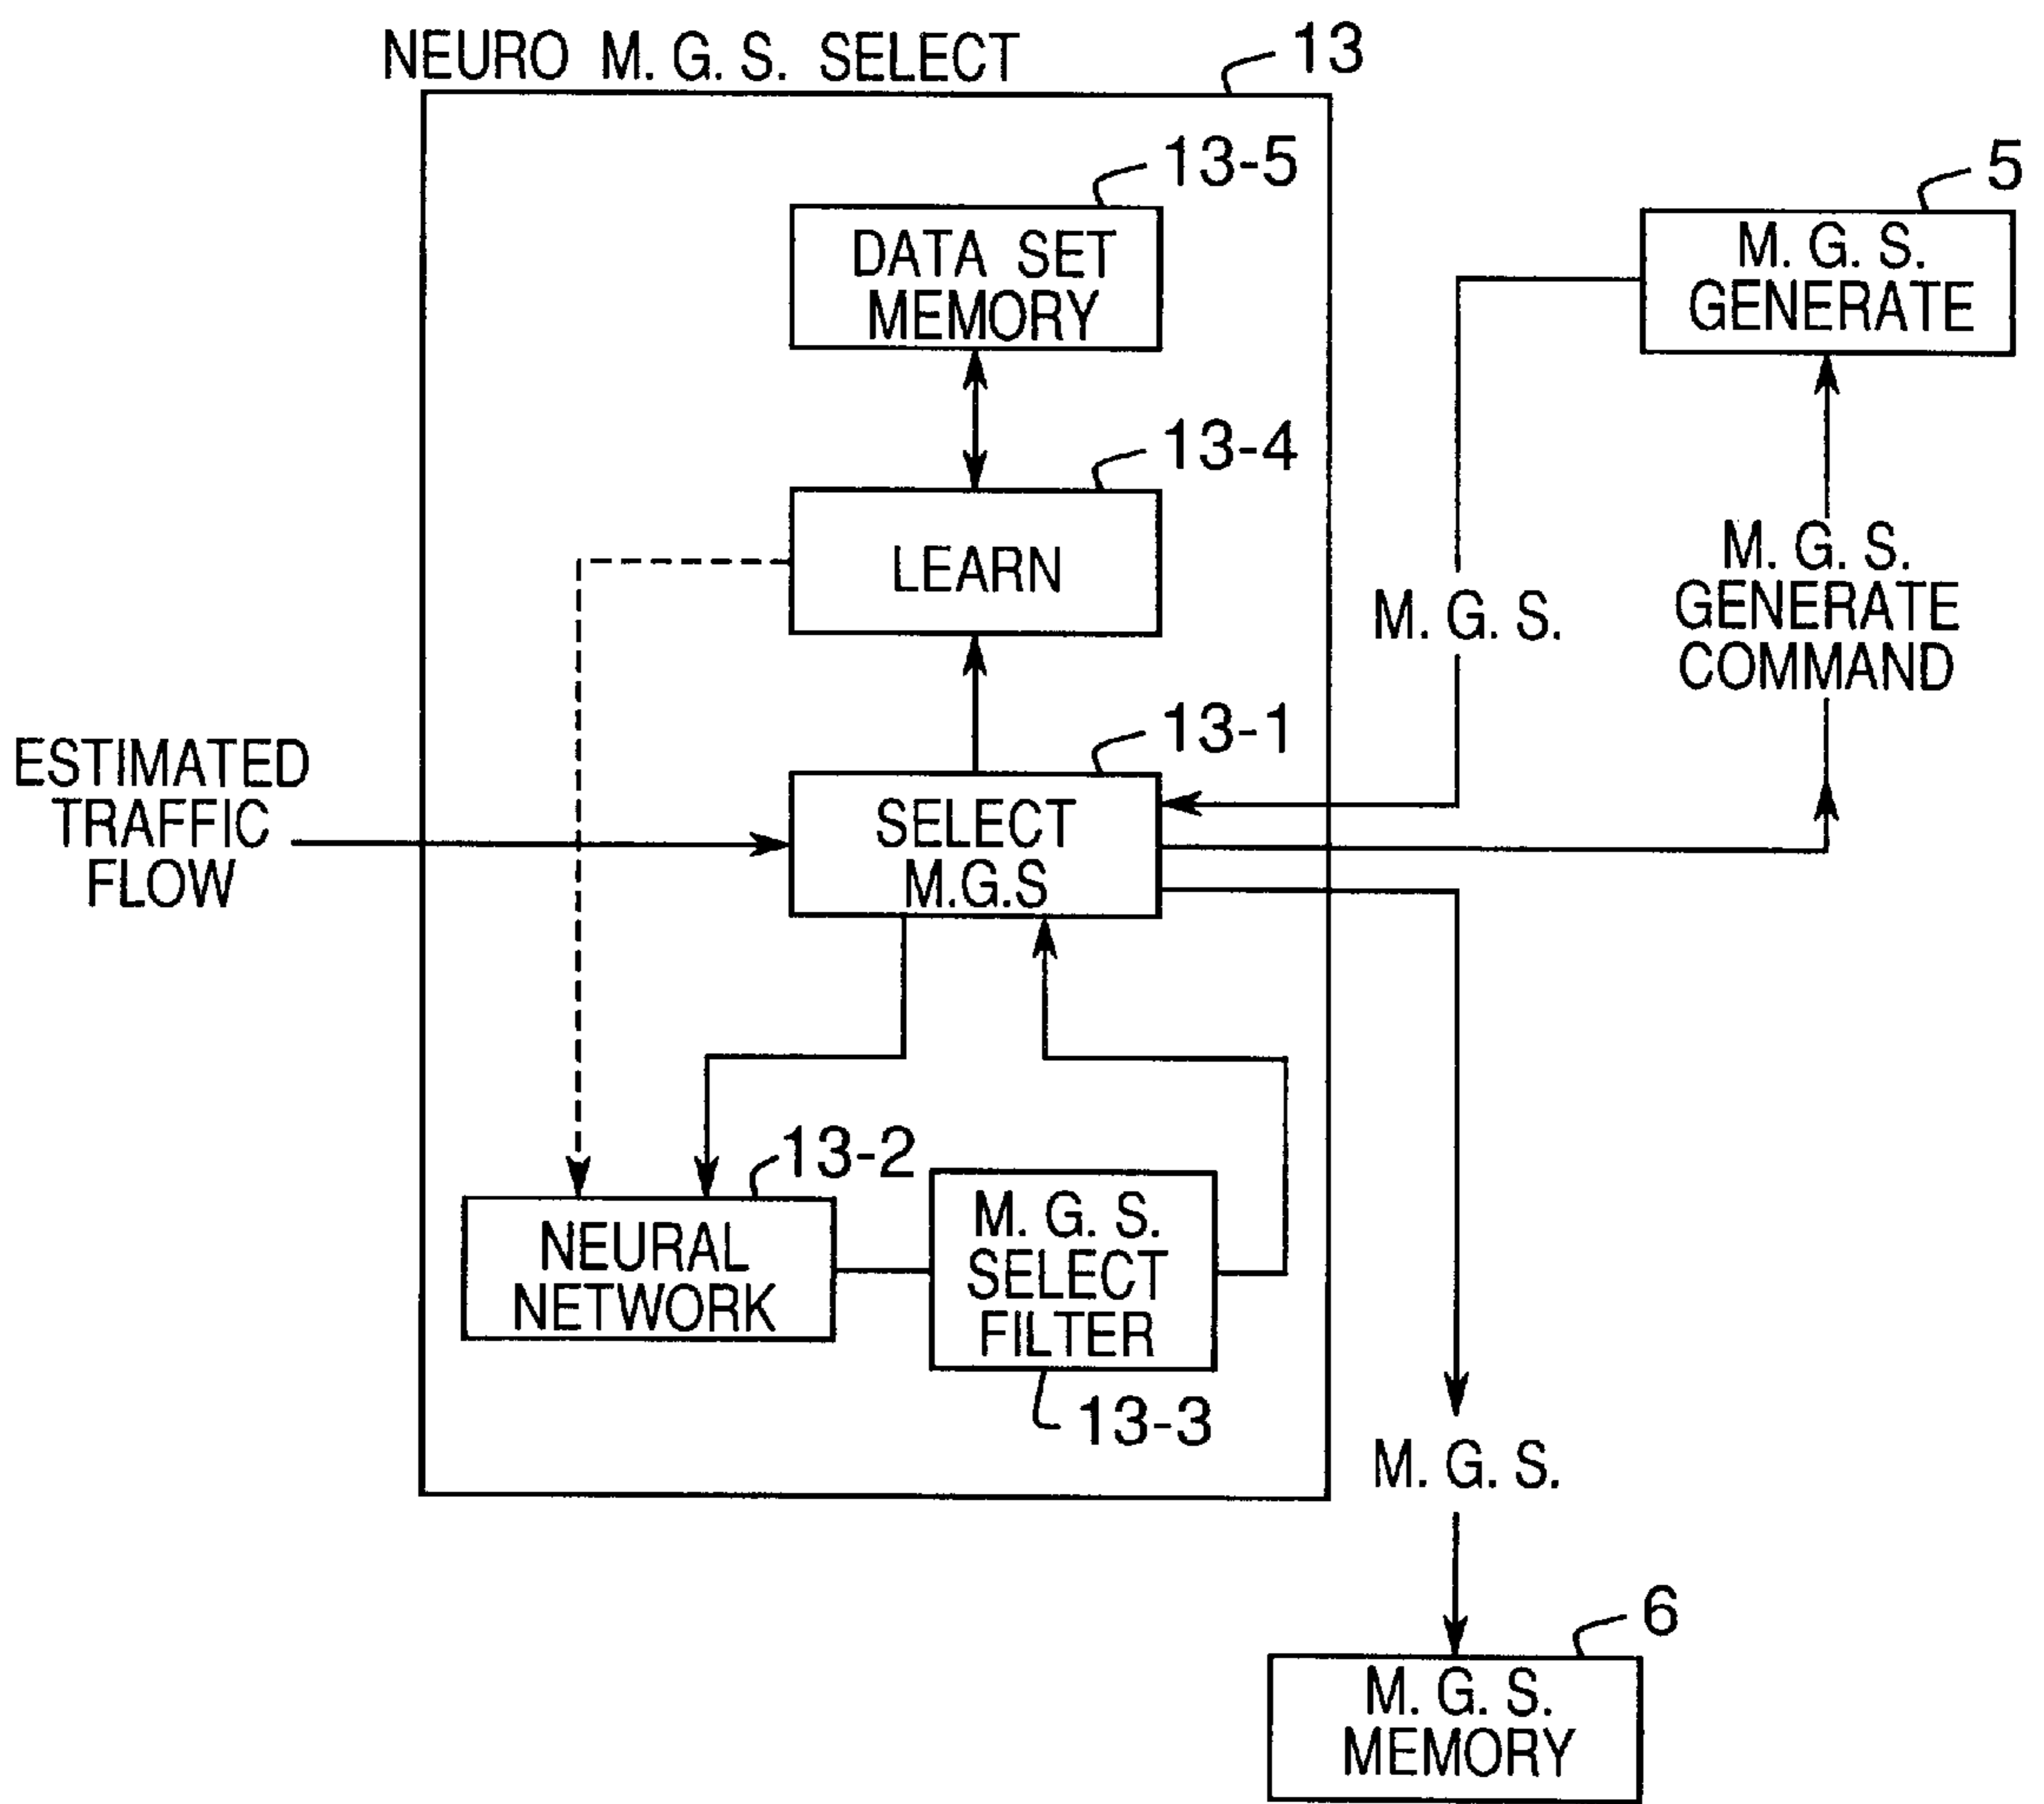 NEURO M. G. S. SELECT
13
13-5
DATA SET
MEMORY
5
M. G. S.
GENERATE
13-4
LEARN
M. G. S.
M. G. S.
GENERATE
COMMAND
13-1
ESTIMATED
TRAFFIC
FLOW
SELECT
M.G.S
13-2
NEURAL
NETWORK
M. G. S.
SELECT
FILTER
13-3
M. G. S.
6
M. G. S.
MEMORY